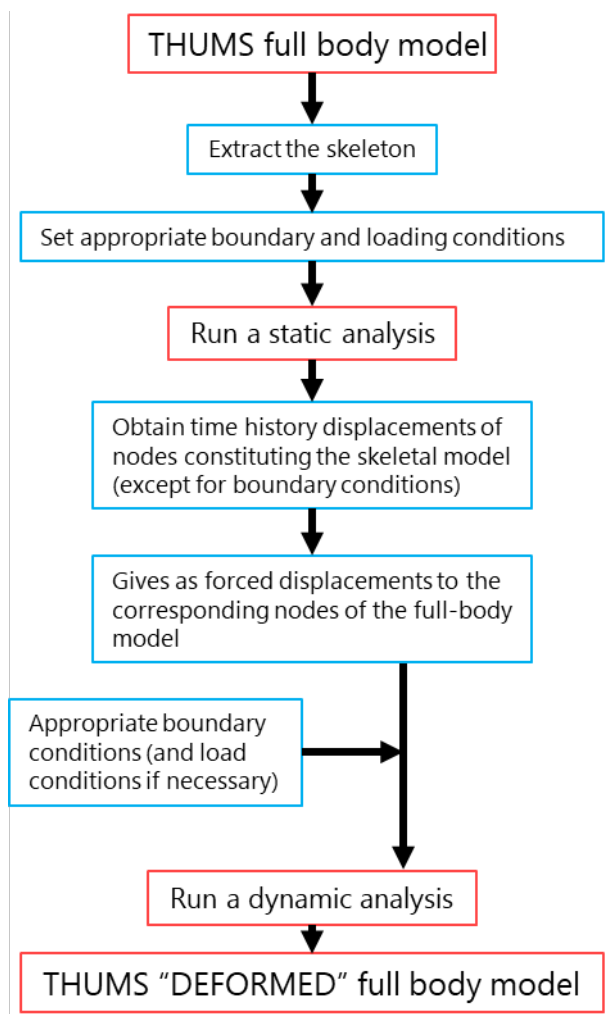 THUMS full body model
Extract the skeleton
Set appropriate boundary and loading conditions
Run a static analysis
Obtain time history displacements of
nodes constituting the skeletal model
(except for boundary conditions)
Gives as forced displacements to the
corresponding nodes of the full-body
model
Appropriate boundary
conditions (and load
conditions if necessary)
Run a dynamic analysis
THUMS “DEFORMED” full body model